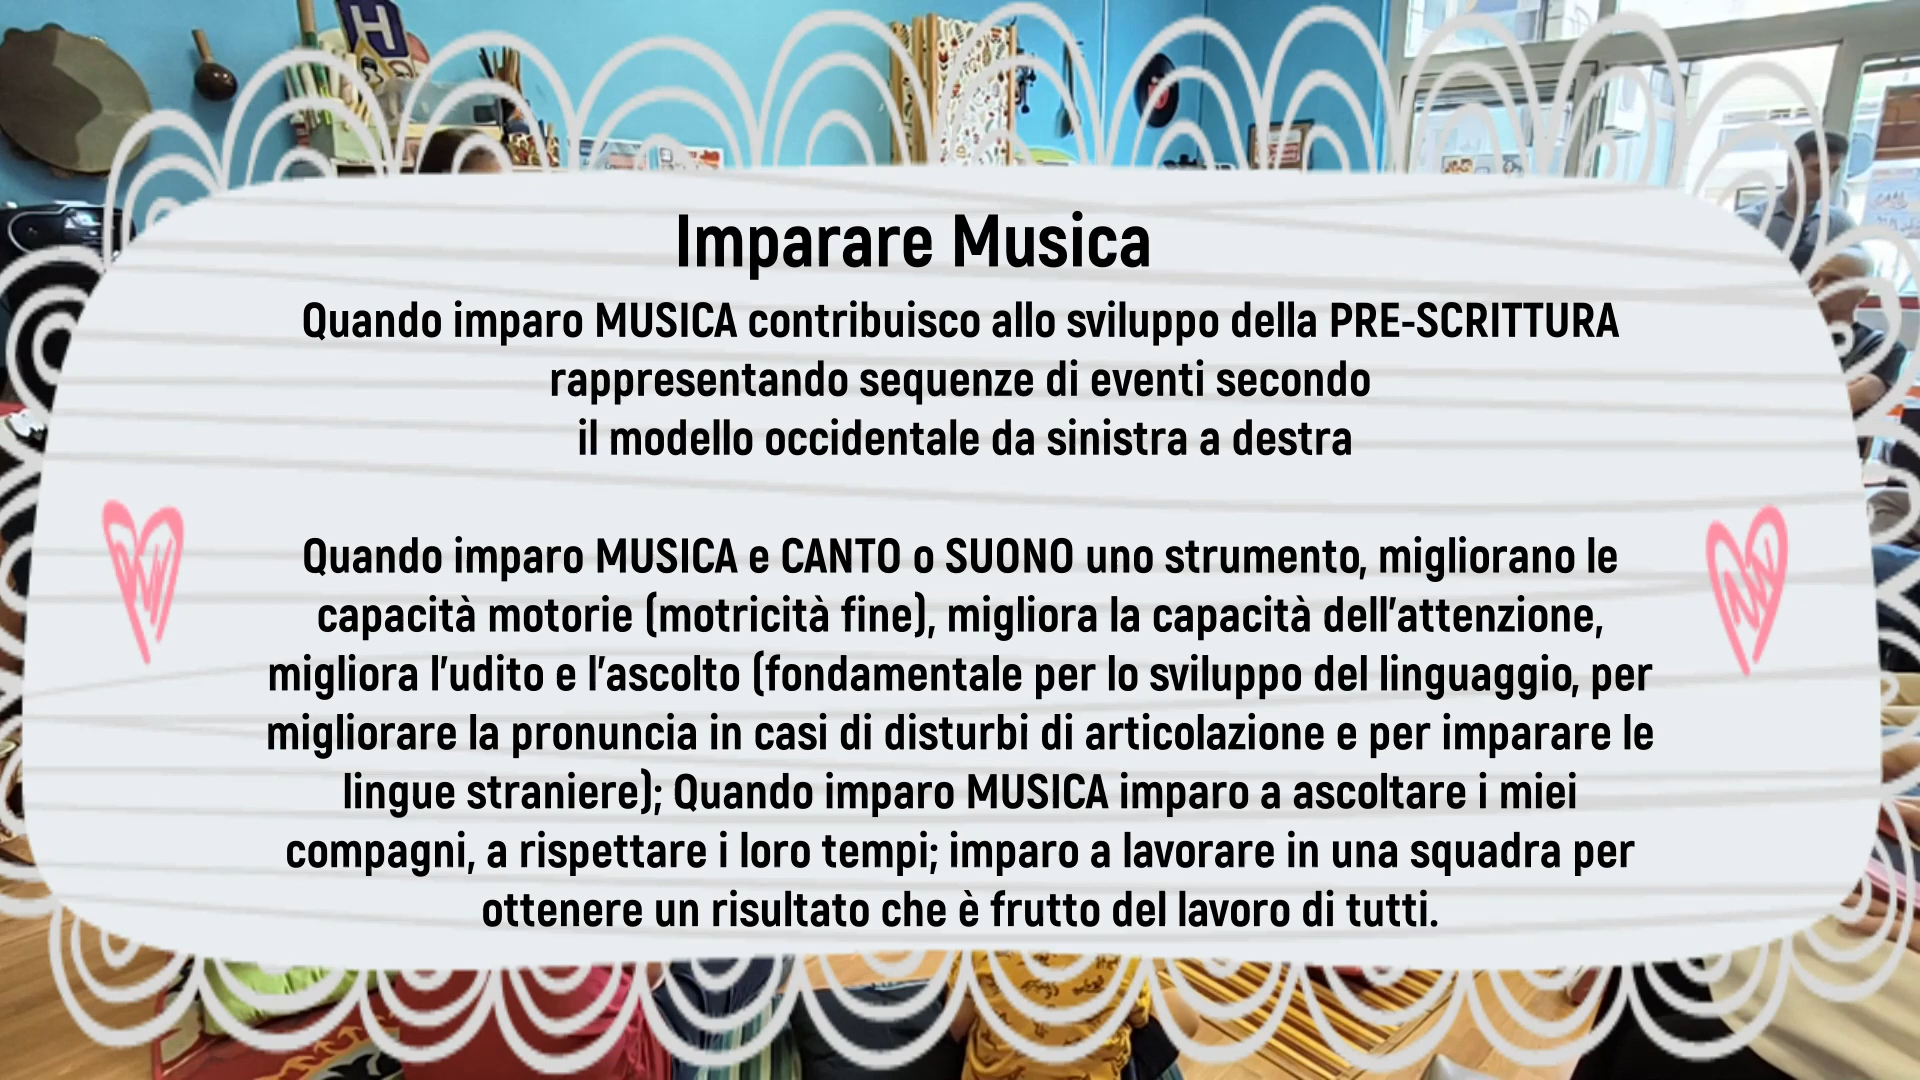 Imparare Musica
Quando imparo MUSICA contribuisco allo sviluppo della PRE-SCRITTURA
rappresentando sequenze di eventi secondo
il modello occidentale da sinistra a destra
Quando imparo MUSICA e CANTO o SUONO uno strumento, migliorano le
capacità motorie (motricità fine), migliora la capacità dell'attenzione,
migliora l'udito e l'ascolto (fondamentale per lo sviluppo del linguaggio, per
migliorare la pronuncia in casi di disturbi di articolazione e per imparare le
lingue straniere); Quando imparo MUSICA imparo a ascoltare i miei
compagni, a rispettare i loro tempi; imparo a lavorare in una squadra per
ottenere un risultato che è frutto del lavoro di tutti.